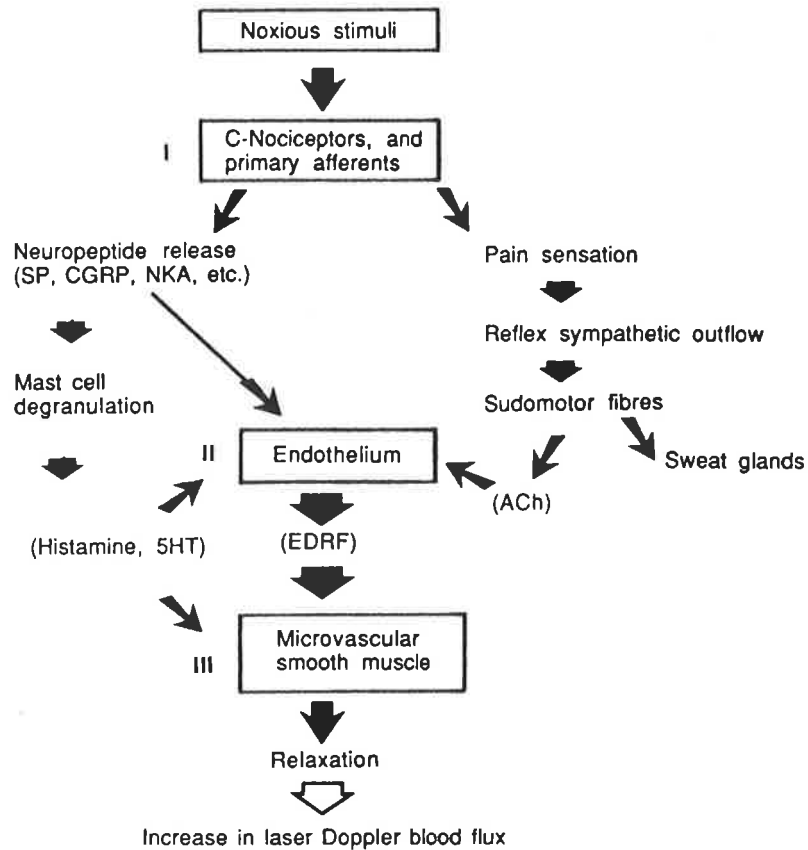 Noxious stimuli
I
C-Nociceptors, and
primary afferents
Neuropeptide release
(SP, CGRP, NKA, etc.)
Pain sensation
Reflex sympathetic outflow
Mast cell
degranulation
Sudomotor fibres
II
Endothelium
Sweat glands
(ACh)
(Histamine, 5HT)
(EDRF)
III
Microvascular
smooth muscle
Relaxation
Increase in laser Doppler blood flux